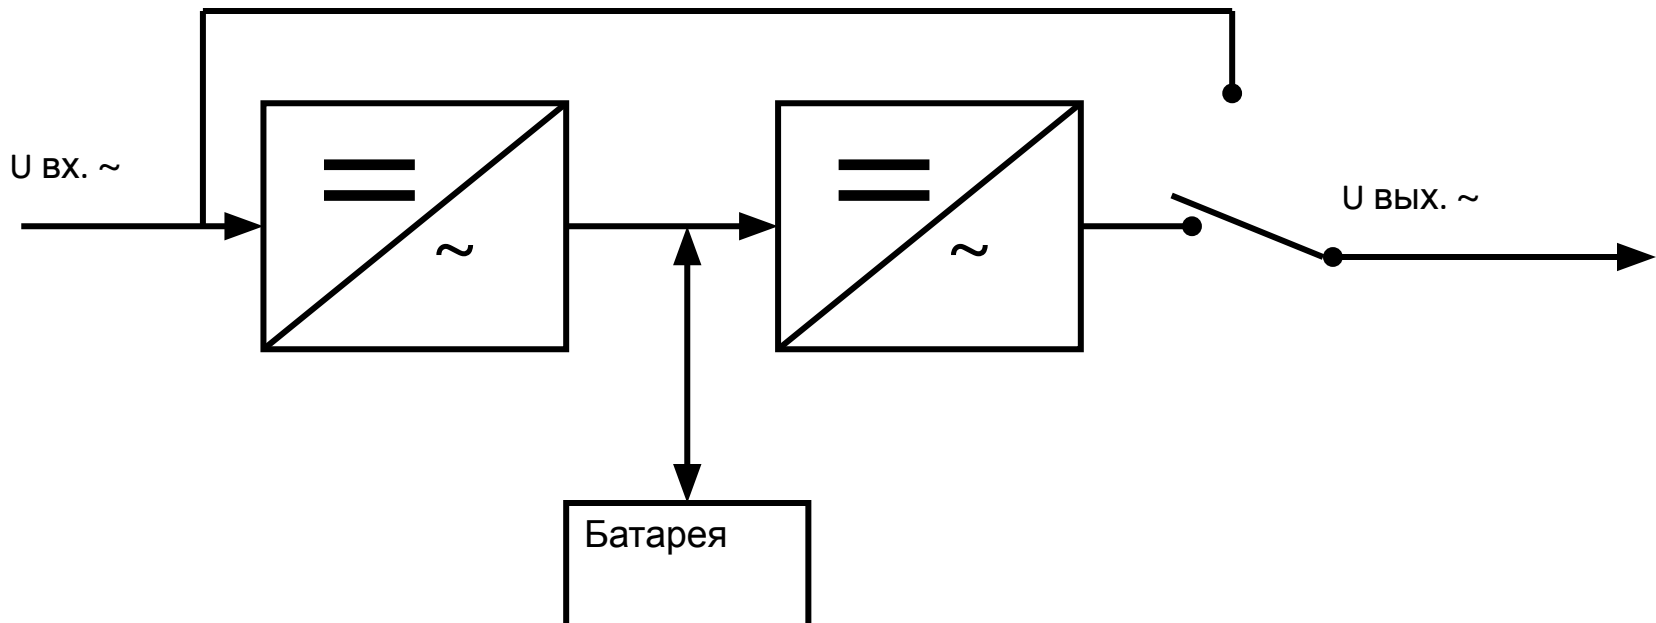 U вх. ~
=
~
=
~
U вых. ~
Батарея